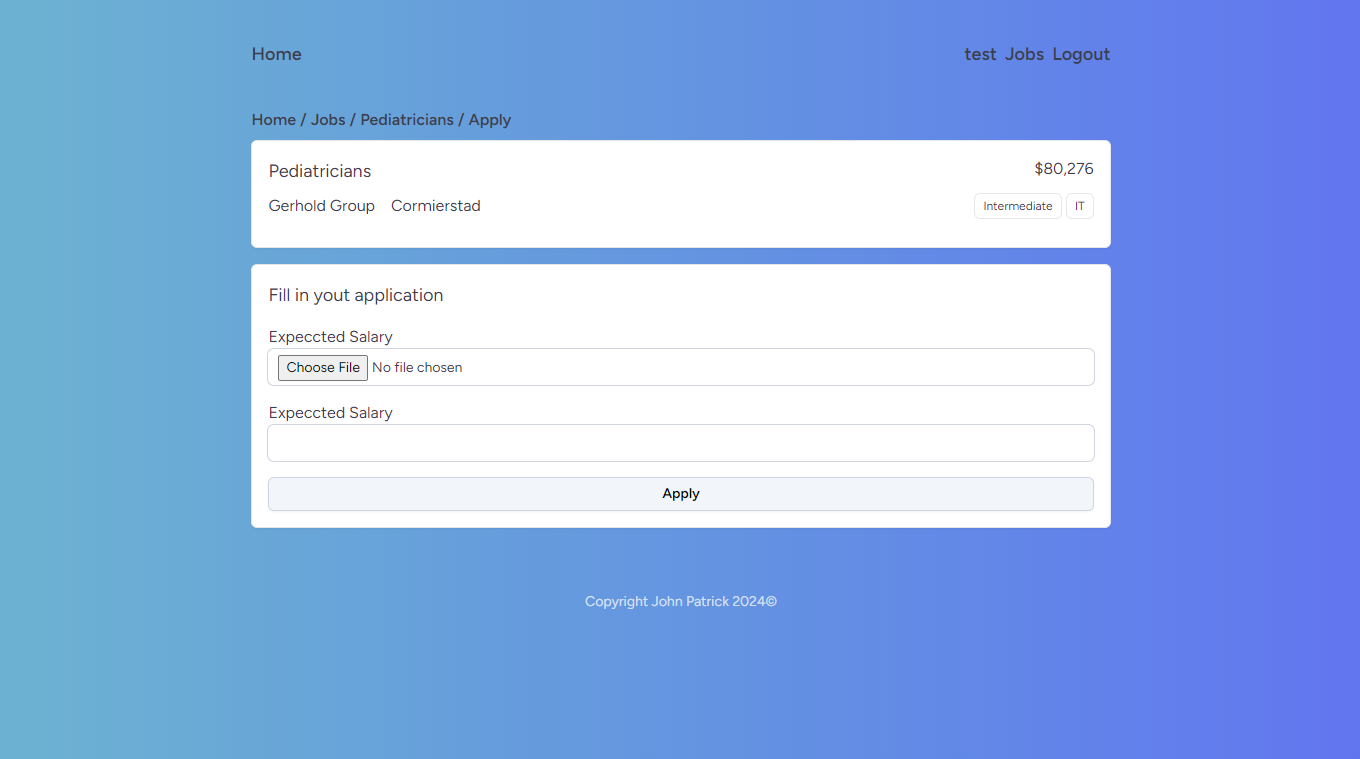 Home test Jobs Logout
Home / Jobs / Pediatricians / Apply
Pediatricians $80,276
Gerhold Group Cormierstad Intermediate IT
Fill in yout application
Expeccted Salary
Choose File No file chosen
Expeccted Salary
Apply
Copyright John Patrick 2024©